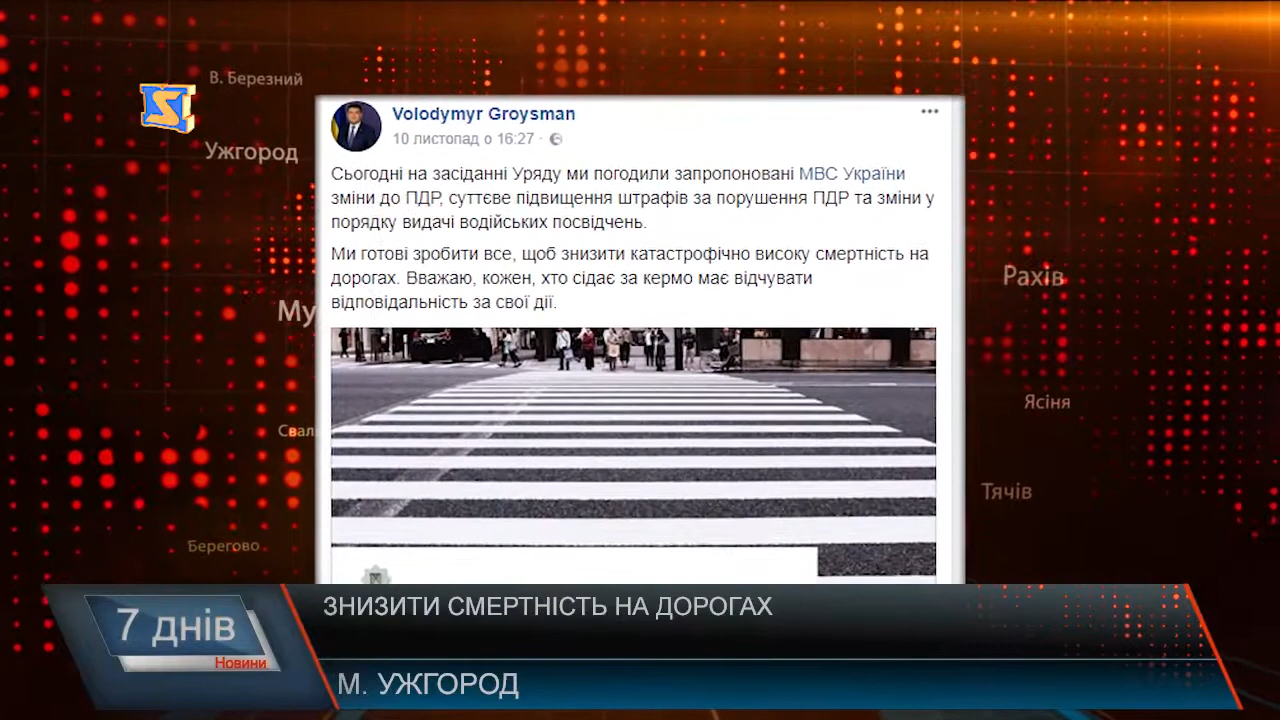 В. Березний
S
Ужгород
Volodymyr Groysman
10 листопад о 16:27 ·
Сьогодні на засіданні Уряду ми погодили запропоновані МВС України
зміни до ПДР, суттєве підвищення штрафів за порушення ПДР та зміни у
порядку видачі водійських посвідчень.
Ми готові зробити все, щоб знизити катастрофічно високу смертність на
дорогах. Вважаю, кожен, хто сідає за кермо має відчувати
відповідальність за свої дії.
Рахів
Му
Ясіня
Свал
Тячів
Берегово
7 днів
Новини
ЗНИЗИТИ СМЕРТНІСТЬ НА ДОРОГАХ
М. УЖГОРОД